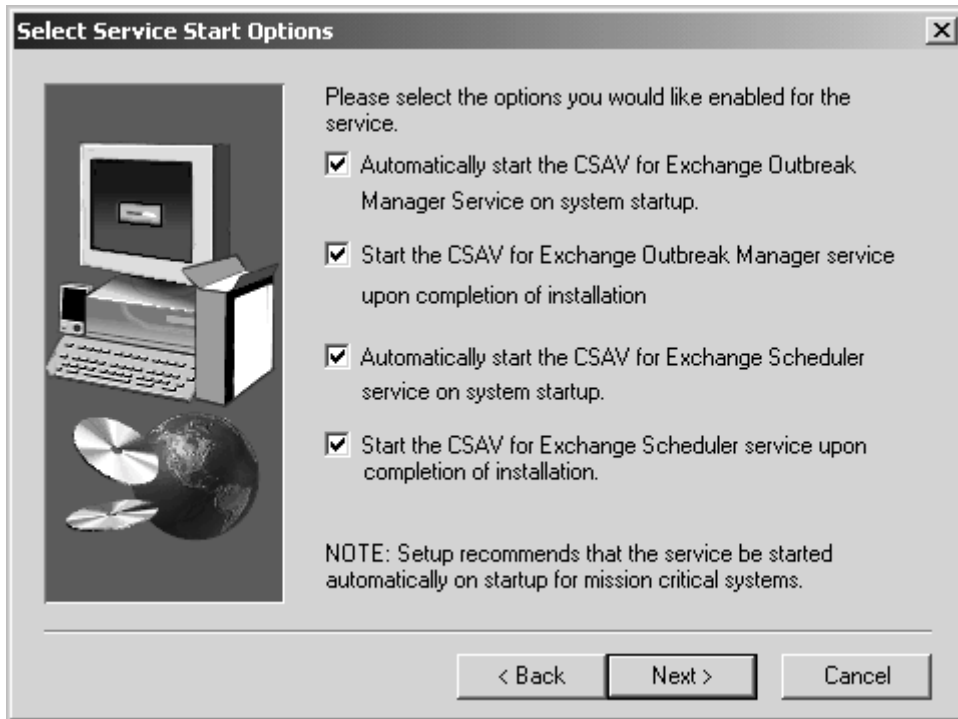 Select Service Start Options
Please select the options you would like enabled for the
service.
Automatically start the CSAV for Exchange Outbreak
Manager Service on system startup.
Start the CSAV for Exchange Outbreak Manager service
upon completion of installation
Automatically start the CSAV for Exchange Scheduler
service on system startup.
Start the CSAV for Exchange Scheduler service upon
completion of installation.
NOTE: Setup recommends that the service be started
automatically on startup for mission critical systems.
< Back
Next >
Cancel